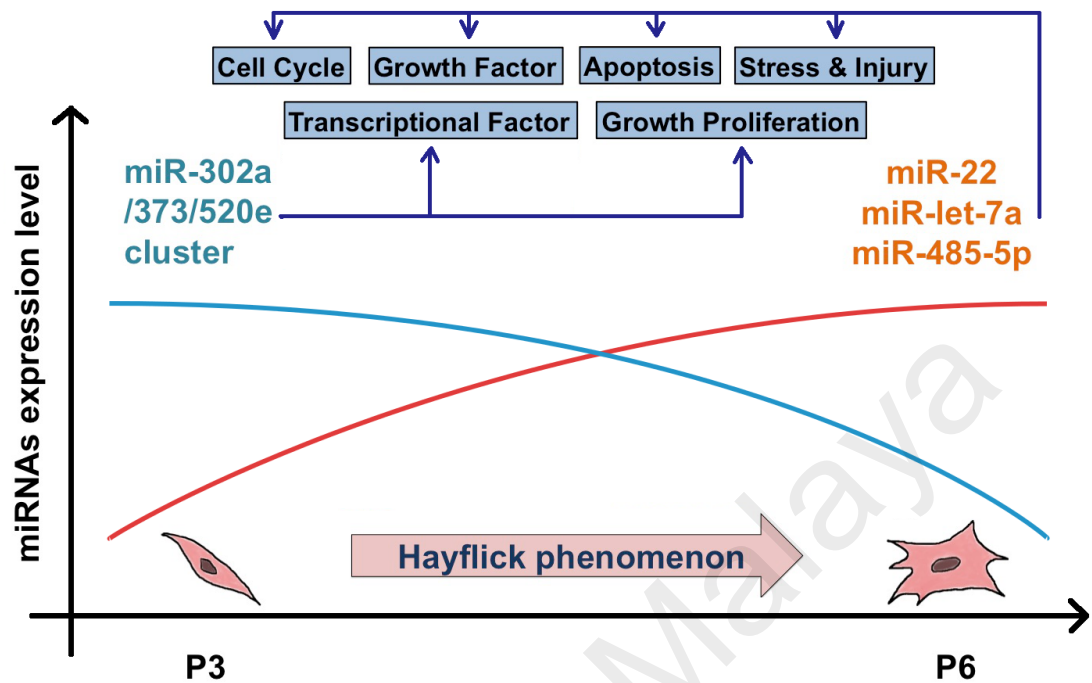 Cell Cycle
Growth Factor
Apoptosis
Stress & Injury
Transcriptional Factor
Growth Proliferation
miRNAs expression level
miR-302a
/373/520e
cluster
miR-22
miR-let-7a
miR-485-5p
Malaya
Hayflick phenomenon
P3
P6